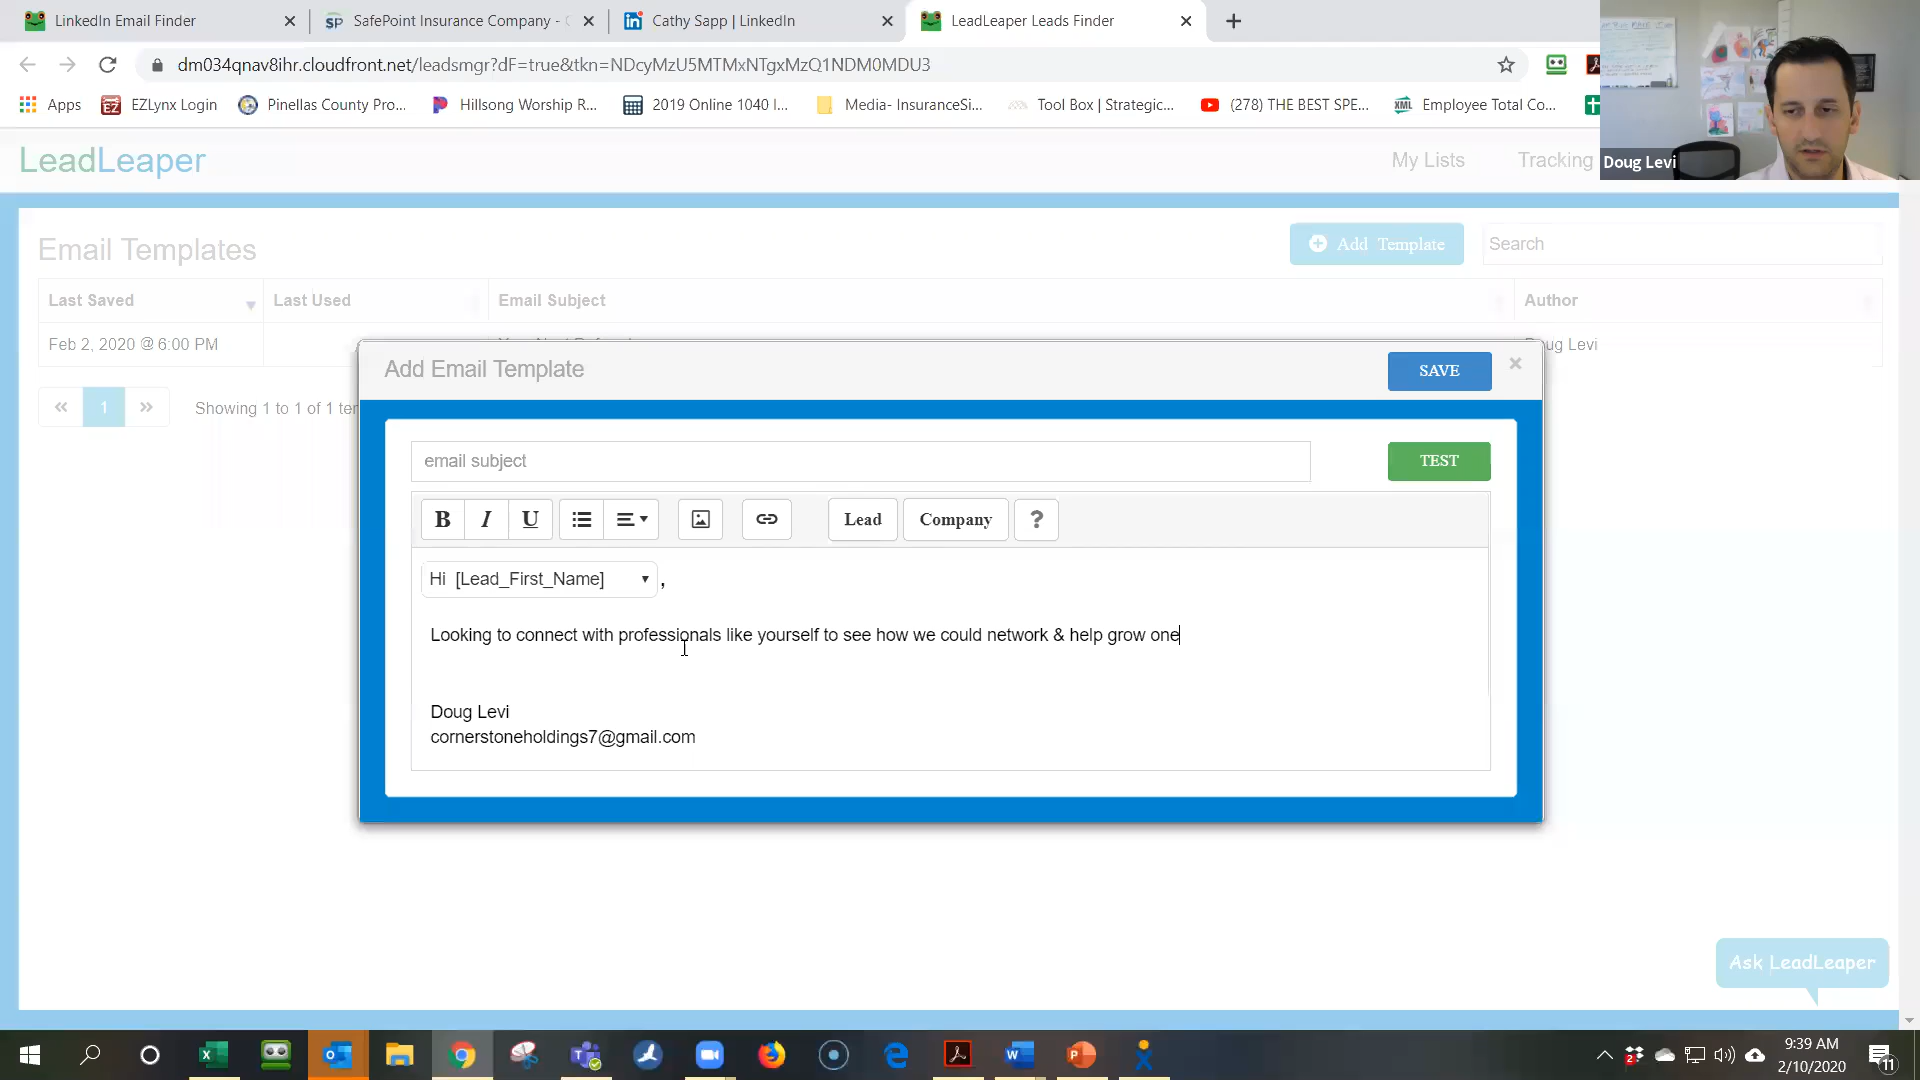 LinkedIn Email Finder
SafePoint Insurance Company -
Cathy Sapp | LinkedIn
LeadLeaper Leads Finder
dm034qnav8ihr.cloudfront.net/leadsmgr?dF=true&tkn=NDcyMzU5MTMxNTgxMzQ1NDM0MDU3
Apps
EZLynx Login
Pinellas County Pro...
Hillsong Worship R...
2019 Online 1040 I...
Media- InsuranceSi...
Tool Box | Strategic...
(278) THE BEST SPE...
Employee Total Co...
Doug Levi
LeadLeaper
My Lists
Tracking
Email Templates
Add Template
Search
Last Saved
Last Used
Email Subject
Author
Feb 2, 2020 @ 6:00 PM
Doug Levi
« 1 »
Showing 1 to 1 of 1
Add Email Template
SAVE
email subject
TEST
B I U
Lead
Company
?
Hi [Lead_First_Name] ,
Looking to connect with professionals like yourself to see how we could network & help grow one
Doug Levi
cornerstoneholdings7@gmail.com
Ask LeadLeaper
9:39 AM
2/10/2020
11